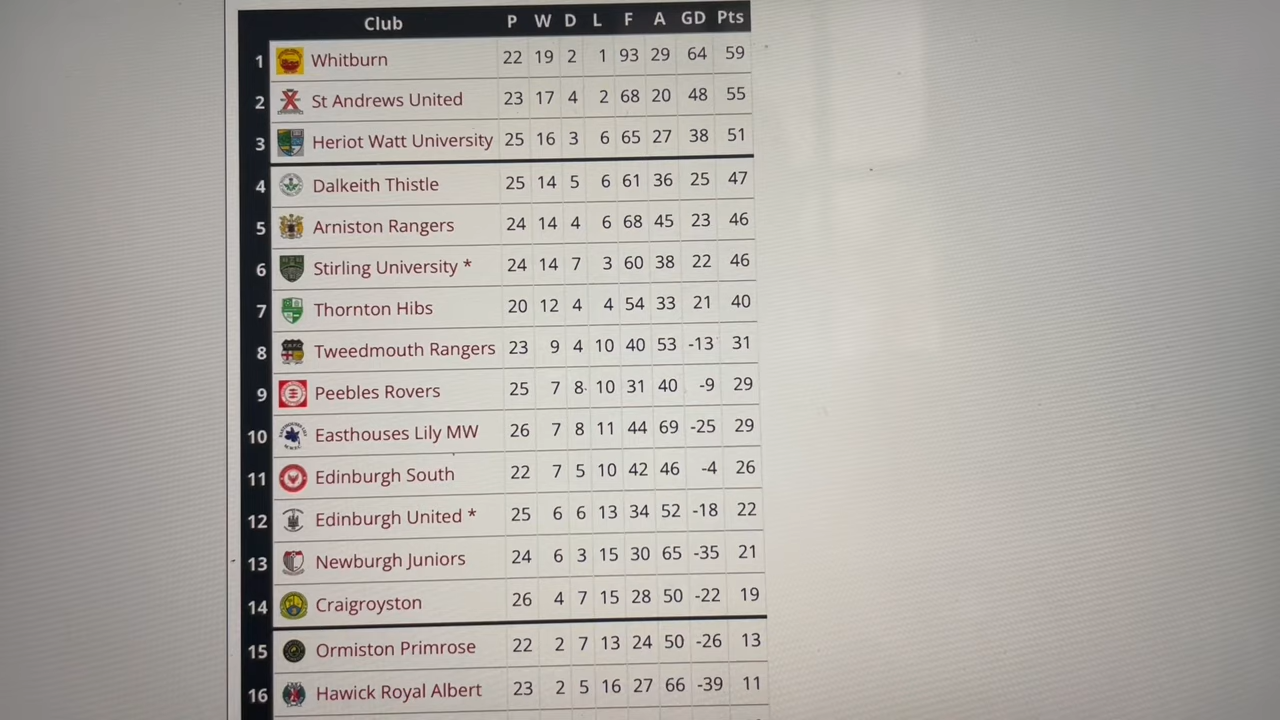 Club P W D L F A GD Pts
1 Whitburn 22 19 2 1 93 29 64 59
2 St Andrews United 23 17 4 2 68 20 48 55
3 Heriot Watt University 25 16 3 6 65 27 38 51
4 Dalkeith Thistle 25 14 5 6 61 36 25 47
5 Arniston Rangers 24 14 4 6 68 45 23 46
6 Stirling University * 24 14 7 3 60 38 22 46
7 Thornton Hibs 20 12 4 4 54 33 21 40
8 Tweedmouth Rangers 23 9 4 10 40 53 -13 31
9 Peebles Rovers 25 7 8 10 31 40 -9 29
10 Easthouses Lily MW 26 7 8 11 44 69 -25 29
11 Edinburgh South 22 7 5 10 42 46 -4 26
12 Edinburgh United * 25 6 6 13 34 52 -18 22
13 Newburgh Juniors 24 6 3 15 30 65 -35 21
14 Craigroyston 26 4 7 15 28 50 -22 19
15 Ormiston Primrose 22 2 7 13 24 50 -26 13
16 Hawick Royal Albert 23 2 5 16 27 66 -39 11